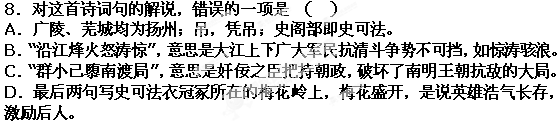 8．对这首诗词句的解说，错误的一项是 （   ）
A．广陵、芜城均为扬州；吊，凭吊；史阁部即史可法。
B．“沿江烽火怒涛惊”，意思是大江上下广大军民抗清斗争势不可挡，如惊涛骇浪。
C．“群小已隳南渡局”，意思是奸佞之臣把持朝政，破坏了南明王朝抗敌的大局。
D．最后两句写史可法衣冠冢所在的梅花岭上，梅花盛开，是说英雄浩气长存，
激励后人。